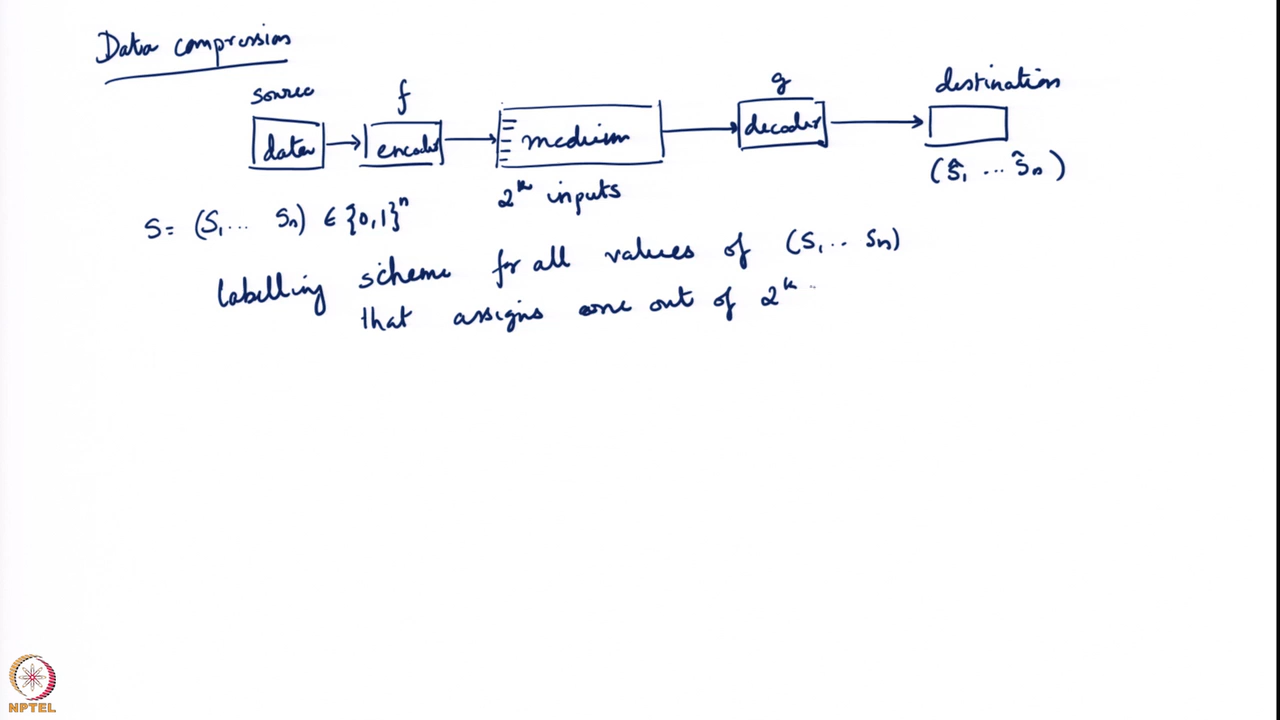 Data compression
source f g destination
data encoder medium decoder
2^k inputs (ŝ₁ ... ŝₙ)
S = (S₁... Sₙ) ∈ {0,1}ⁿ
Labelling scheme for all values of (S₁.. Sₙ)
that assigns one out of 2^k ..
NPTEL